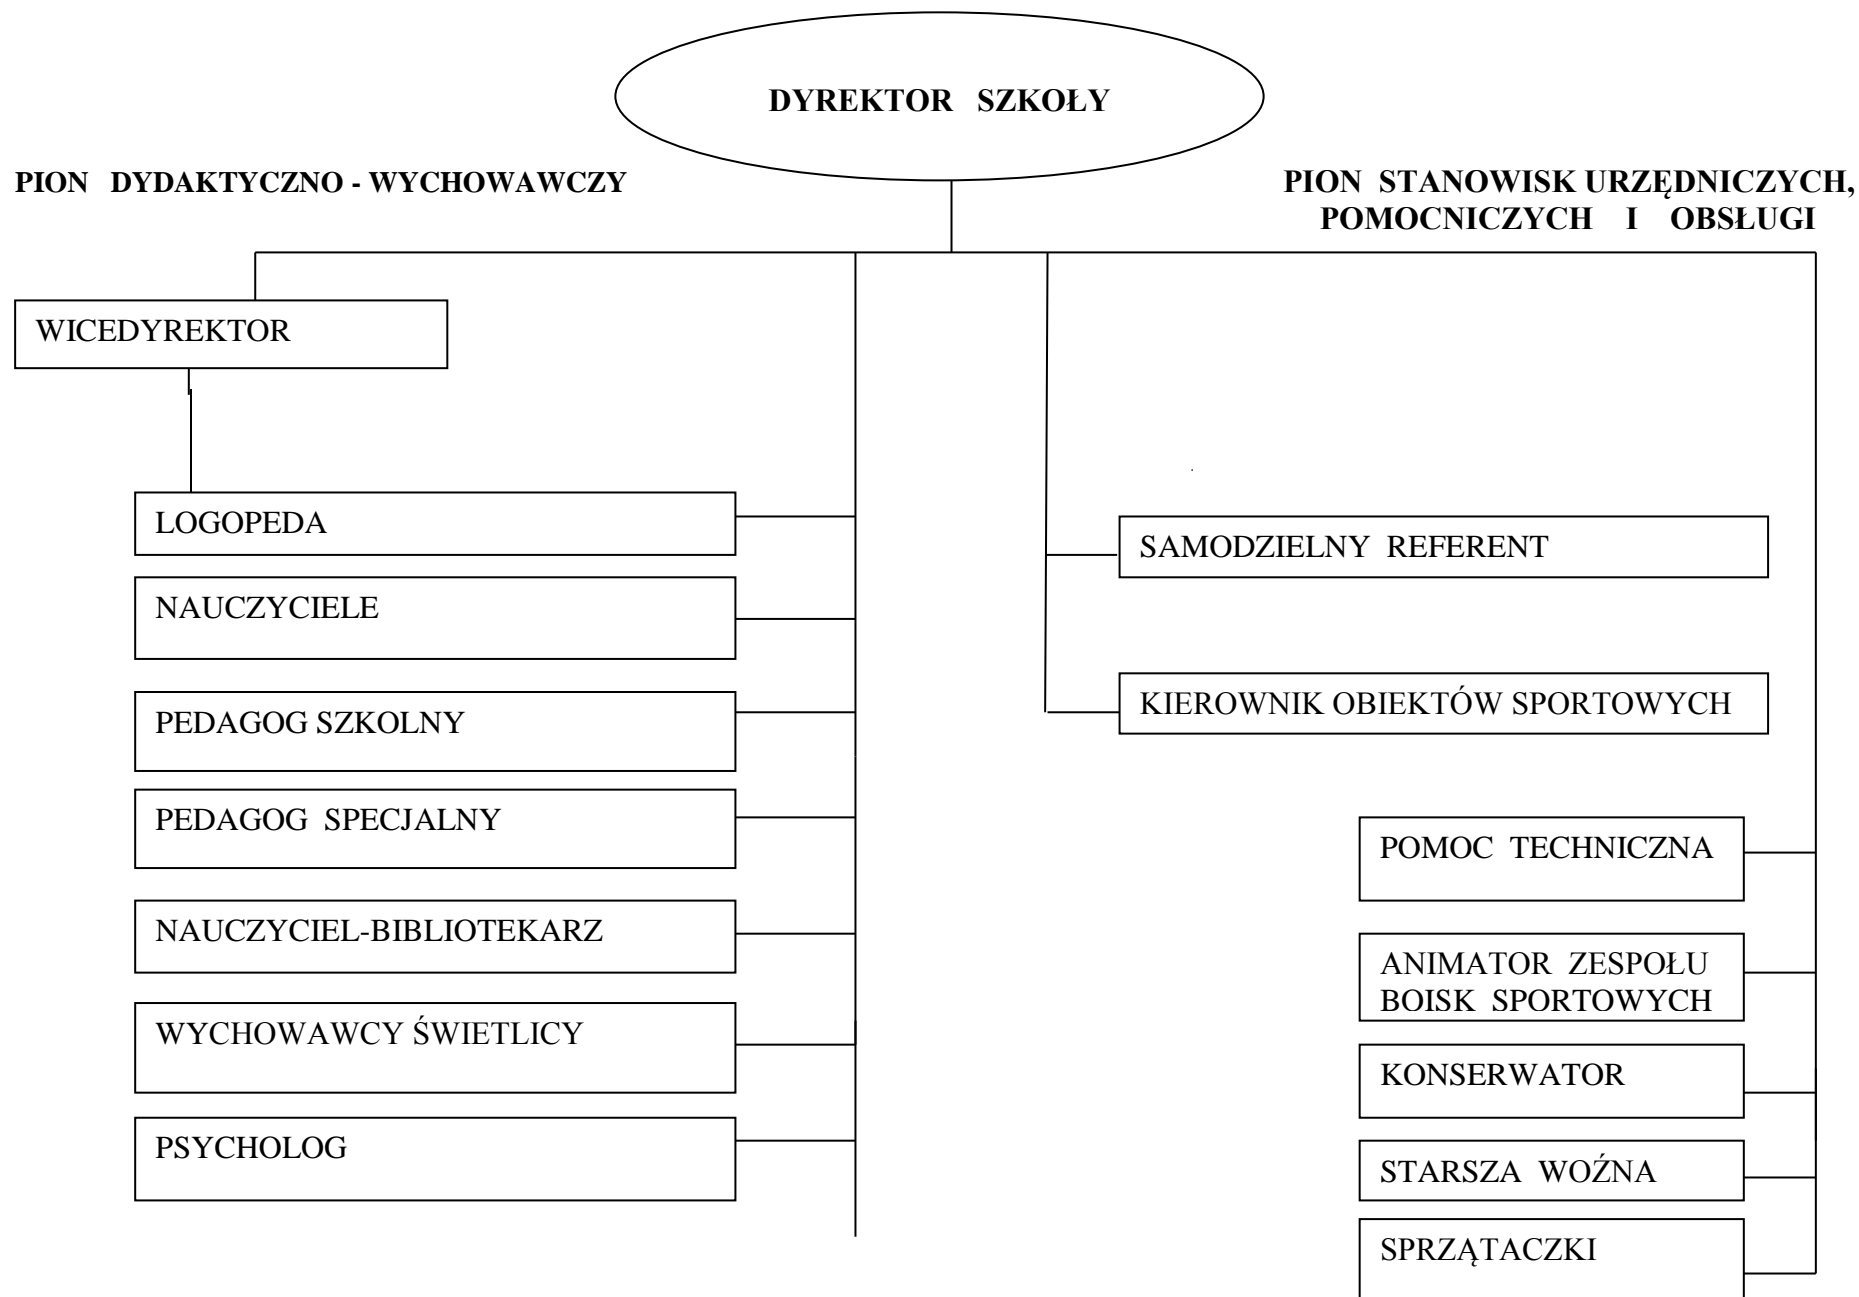 DYREKTOR SZKOŁY
PION DYDAKTYCZNO - WYCHOWAWCZY
PION STANOWISK URZĘDNICZYCH,
POMOCNICZYCH I OBSŁUGI
WICEDYREKTOR
LOGOPEDA
NAUCZYCIELE
PEDAGOG SZKOLNY
PEDAGOG SPECJALNY
NAUCZYCIEL-BIBLIOTEKARZ
WYCHOWAWCY ŚWIETLICY
PSYCHOLOG
SAMODZIELNY REFERENT
KIEROWNIK OBIEKTÓW SPORTOWYCH
POMOC TECHNICZNA
ANIMATOR ZESPOŁU
BOISK SPORTOWYCH
KONSERWATOR
STARSZA WOŹNA
SPRZĄTACZKI